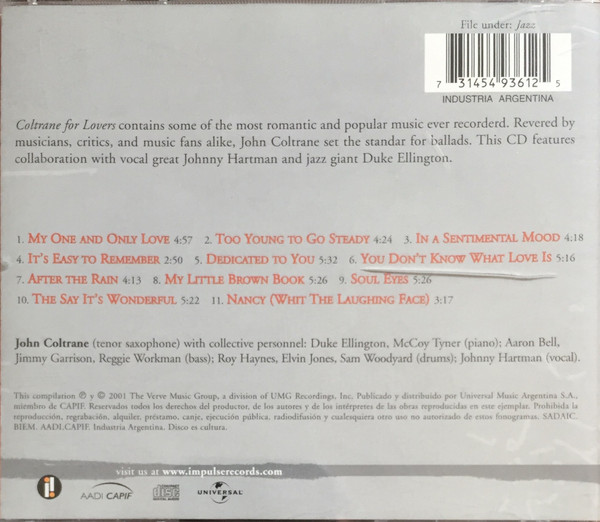 File under: Jazz
7 31454 93612 5
INDUSTRIA ARGENTINA
Coltrane for Lovers contains some of the most romantic and popular music ever recorderd. Revered by
musicians, critics, and music fans alike, John Coltrane set the standar for ballads. This CD features
collaboration with vocal great Johnny Hartman and jazz giant Duke Ellington.
1. My One and Only Love 4:57 2. Too Young to Go Steady 4:24 3. In a Sentimental Mood 4:18
4. It's Easy to Remember 2:50 5. Dedicated to You 5:32 6. You Don't Know What Love Is 5:16
7. After the Rain 4:13 8. My Little Brown Book 5:26 9. Soul Eyes 5:26
10. The Say It's Wonderful 5:22 11. Nancy (Whit The Laughing Face) 3:17
John Coltrane (tenor saxophone) with collective personnel: Duke Ellington, McCoy Tyner (piano); Aaron Bell,
Jimmy Garrison, Reggie Workman (bass); Roy Haynes, Elvin Jones, Sam Woodyard (drums); Johnny Hartman (vocal).
This compilation ℗ y © 2001 The Verve Music Group, a division of UMG Recordings, Inc. Publicado y distribuido por Universal Music Argentina S.A.,
miembro de CAPIF. Reservados todos los derechos del productor, de los autores y de los intérpretes de las obras reproducidas en este ejemplar. Prohibida la
reproducción, regrabación, alquiler, préstamo, canje, ejecución pública, radiodifusión y cualesquiera otro uso no autorizado de estos fonogramas. SADAIC.
BIEM. AADI.CAPIF. Industria Argentina. Disco es cultura.
visit us at www.impulserecords.com
AADI CAPIF
UNIVERSAL